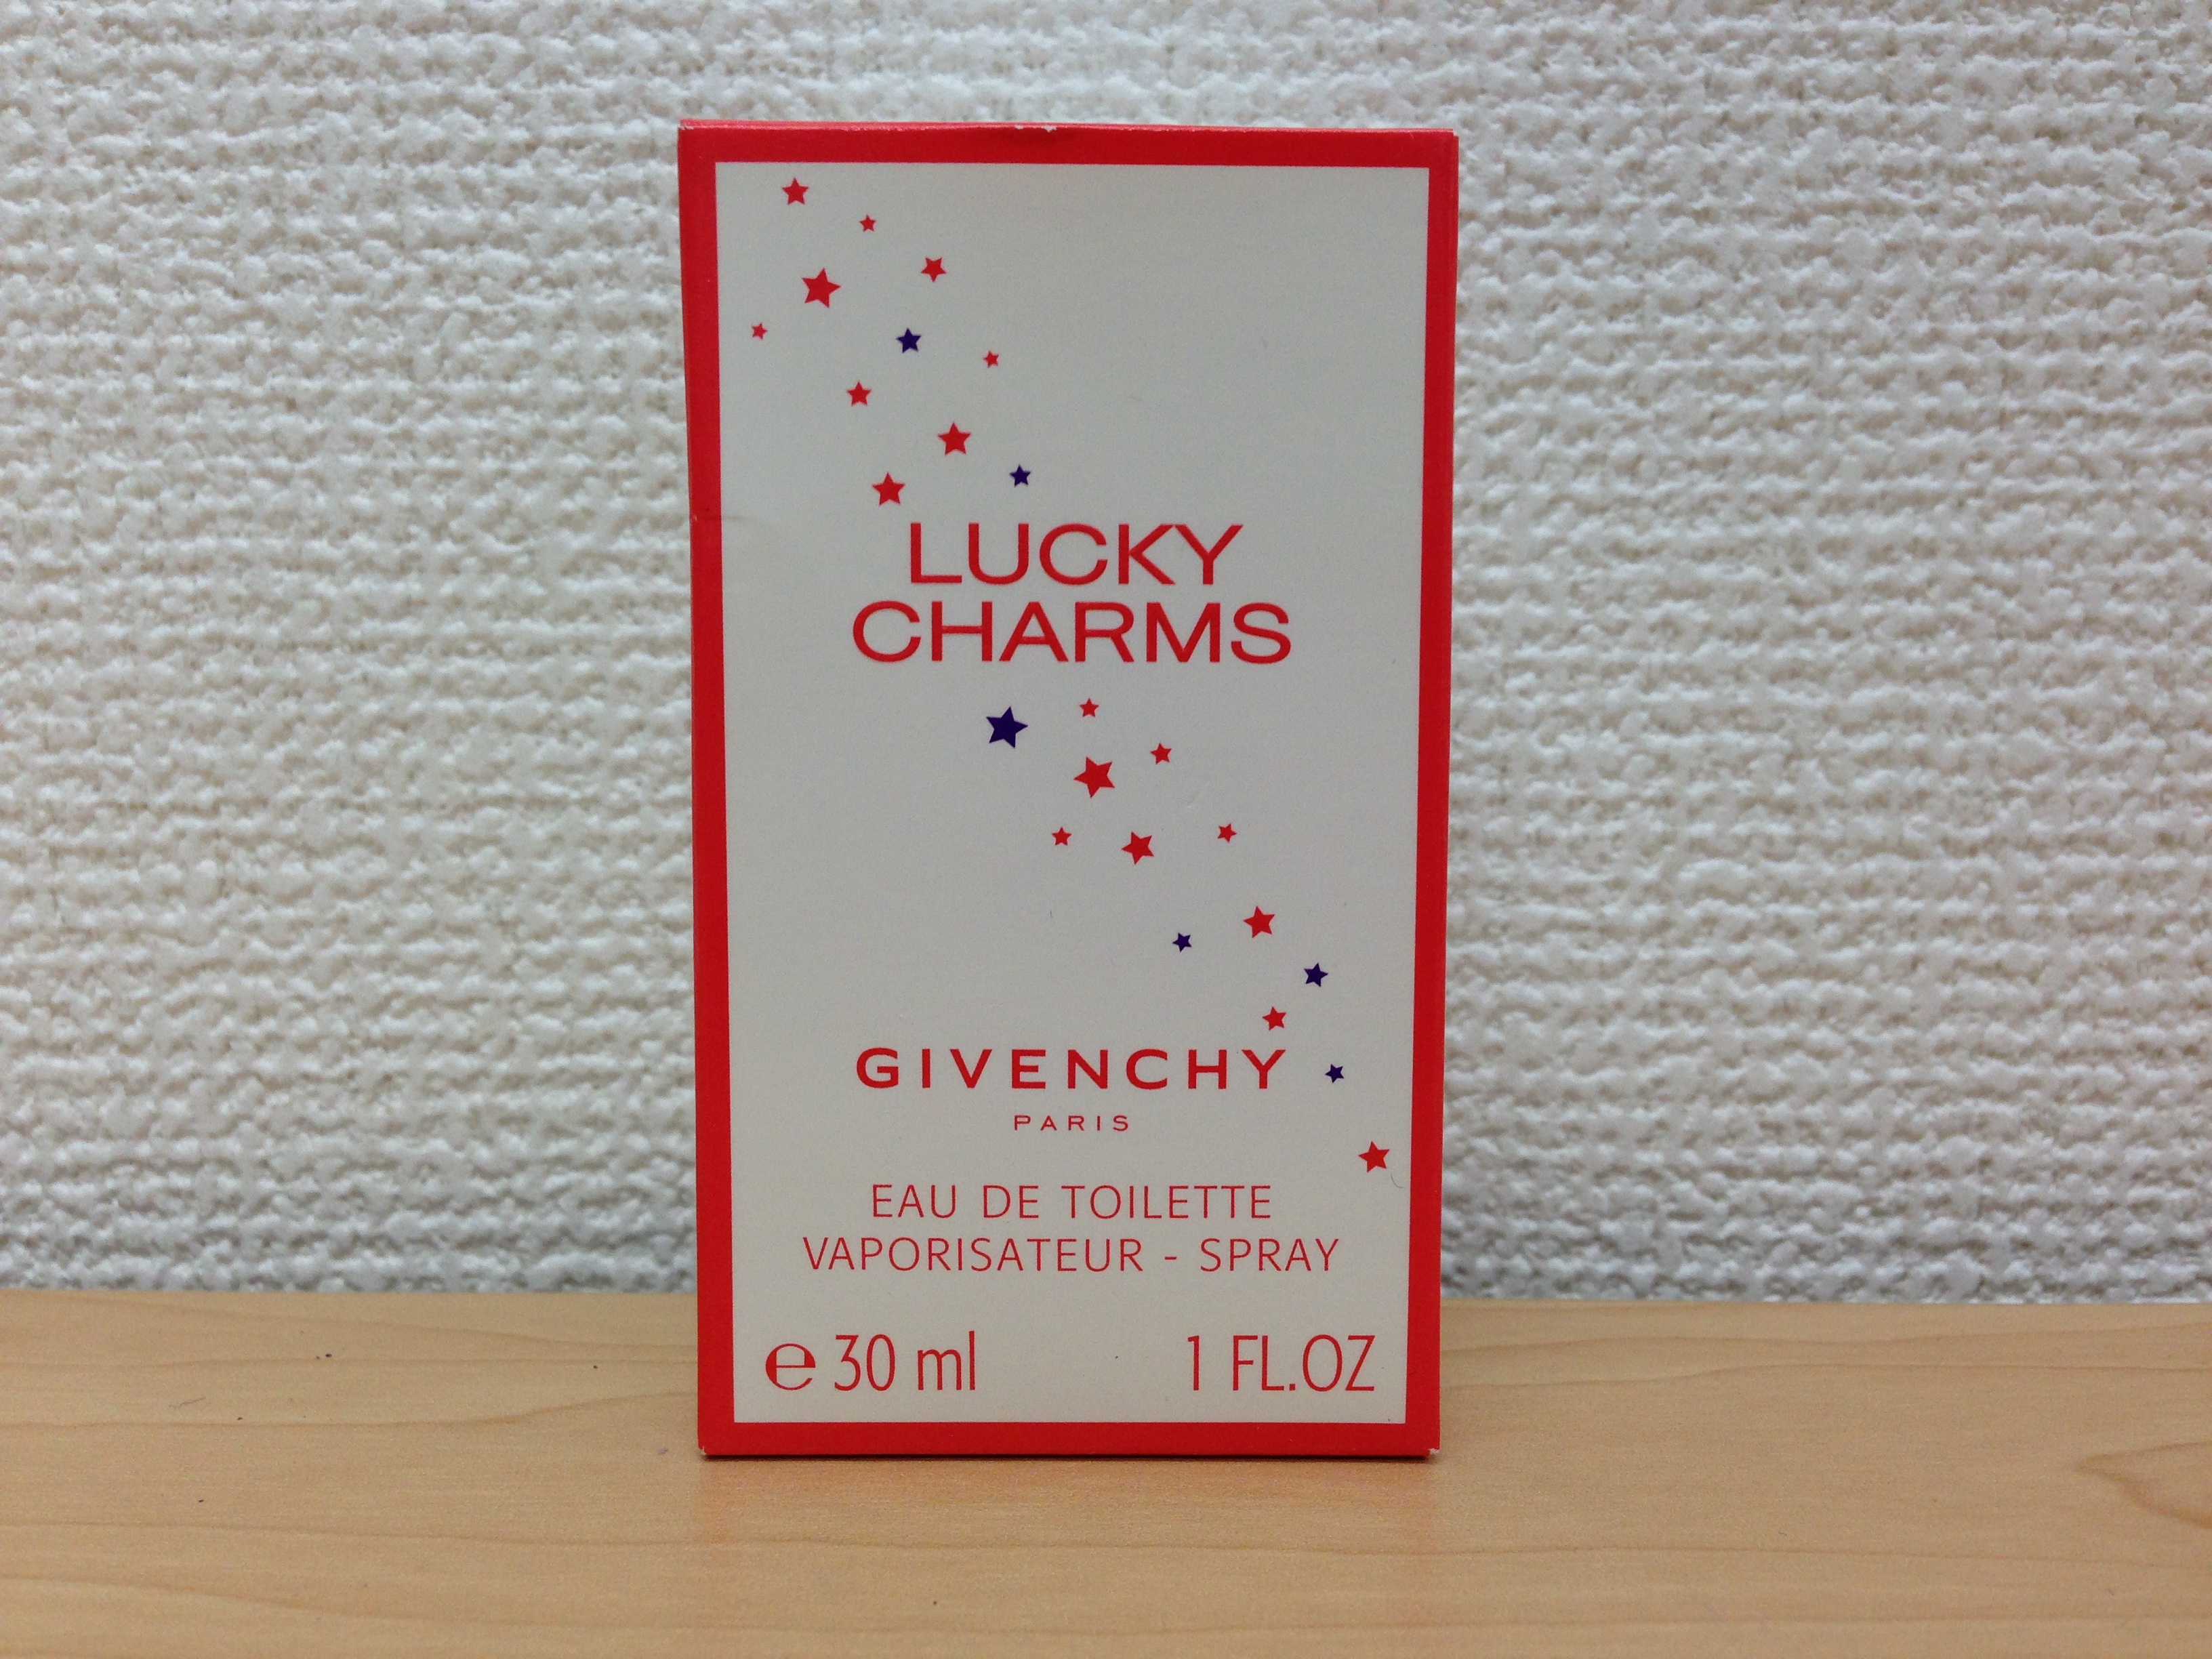 LUCKY
CHARMS
GIVENCHY
PARIS
EAU DE TOILETTE
VAPORISATEUR - SPRAY
℮ 30 ml 1 FL.OZ